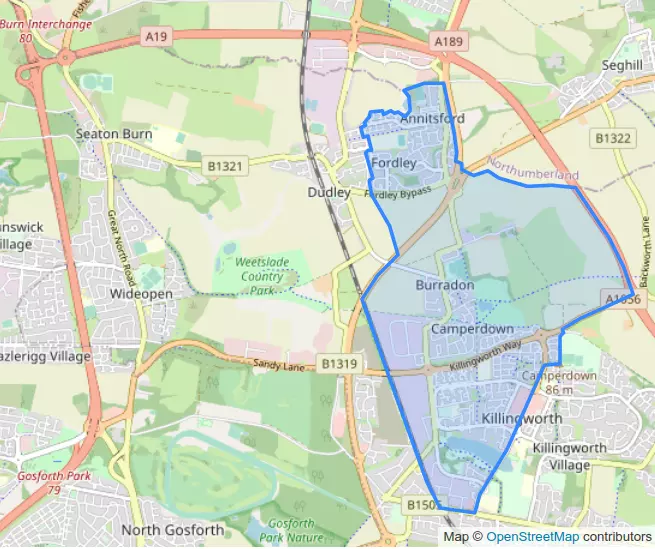 Burn Interchange
80
Fishe
A19
A189
Seghill
Annitsford
Seaton Burn
B1322
B1321
Fordley
Northumberland
Dudley
Fordley Bypass
Great North Road
Backworth Lane
unswick
Village
Weetslade
Country
Park
Wideopen
Burradon
A1056
Camperdown
Killingworth Way
azlerigg Village
Sandy Lane
B1319
Camperdown
86 m
Killingworth
Gosforth Park
79
Killingworth
Village
B1505
North Gosforth
Gosforth
Park Nature
Map © OpenStreetMap contributors